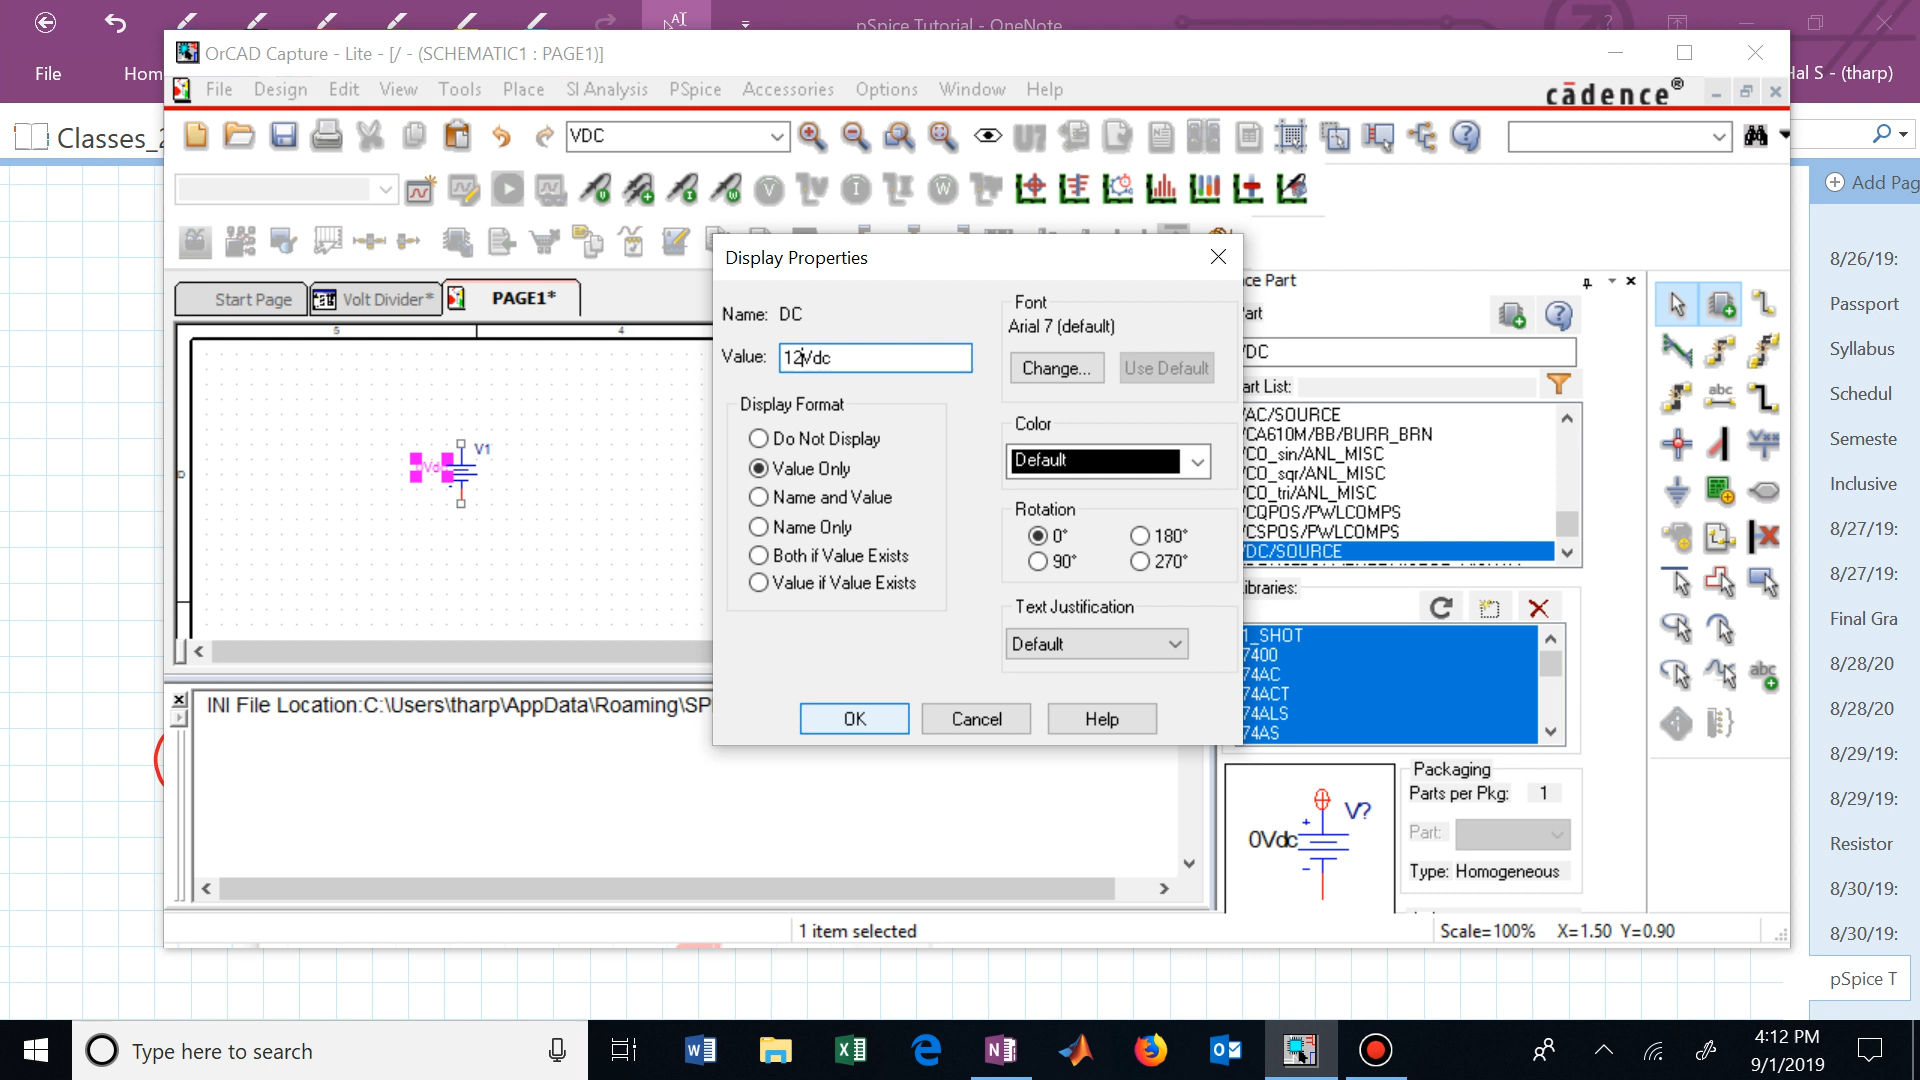 pSpice Tutorial - OneNote
File
Hom
Hal S - (tharp)
Classes_2
OrCAD Capture - Lite - [/ - (SCHEMATIC1 : PAGE1)]
File Design Edit View Tools Place SI Analysis PSpice Accessories Options Window Help
cādence®
VDC
Start Page
Volt Divider*
PAGE1*
5
4
D
V1
0Vdc
Display Properties
Name: DC
Value: 12Vdc
Display Format
Do Not Display
Value Only
Name and Value
Name Only
Both if Value Exists
Value if Value Exists
Font
Arial 7 (default)
Change...
Use Default
Color
Default
Rotation
0°
180°
90°
270°
Text Justification
Default
OK
Cancel
Help
ce Part
art
DC
art List:
AC/SOURCE
CA610M/BB/BURR_BRN
CO_sin/ANL_MISC
CO_sqr/ANL_MISC
CO_tri/ANL_MISC
CQPOS/PWLCOMPS
CSPOS/PWLCOMPS
DC/SOURCE
ibraries:
1_SHOT
7400
74AC
74ACT
74ALS
74AS
Packaging
Parts per Pkg: 1
Part:
Type: Homogeneous
V?
0Vdc
+
-
INI File Location:C:\Users\tharp\AppData\Roaming\SP
1 item selected
Scale=100% X=1.50 Y=0.90
Add Pag
8/26/19:
Passport
Syllabus
Schedul
Semeste
Inclusive
8/27/19:
8/27/19:
Final Gra
8/28/20
8/28/20
8/29/19:
8/29/19:
Resistor
8/30/19:
8/30/19:
pSpice T
Type here to search
4:12 PM
9/1/2019